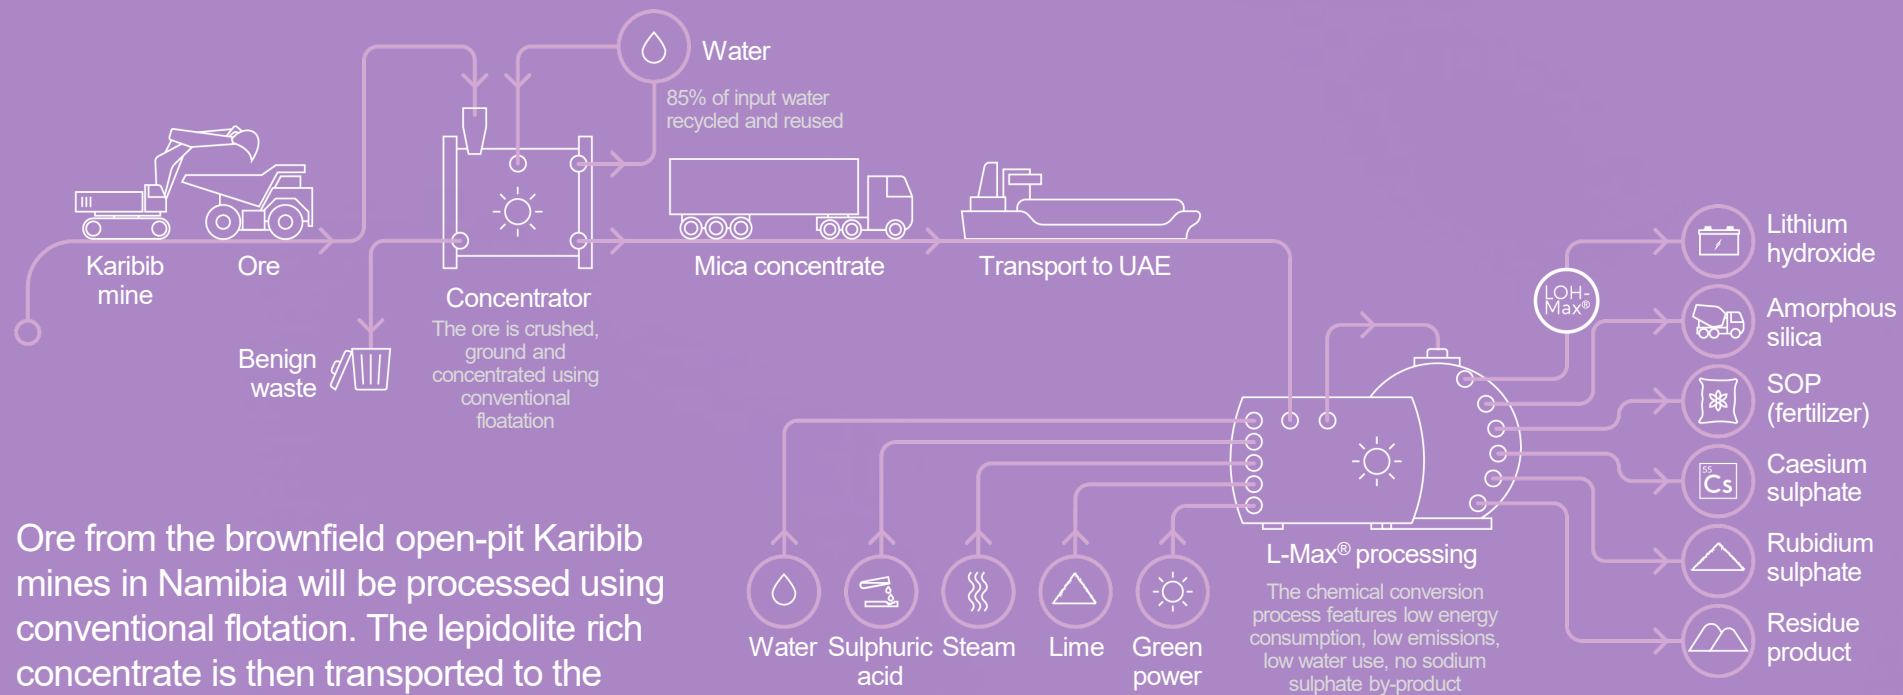 Water
85% of input water
recycled and reused
Karibib
mine
Ore
Concentrator
The ore is crushed,
ground and
concentrated using
conventional
floatation
Benign
waste
Mica concentrate
Transport to UAE
LOH-
Max®
Lithium
hydroxide
Amorphous
silica
SOP
(fertilizer)
55
Cs
Caesium
sulphate
Rubidium
sulphate
Residue
product
L-Max® processing
The chemical conversion
process features low energy
consumption, low emissions,
low water use, no sodium
sulphate by-product
Water
Sulphuric
acid
Steam
Lime
Green
power
Ore from the brownfield open-pit Karibib
mines in Namibia will be processed using
conventional flotation. The lepidolite rich
concentrate is then transported to the